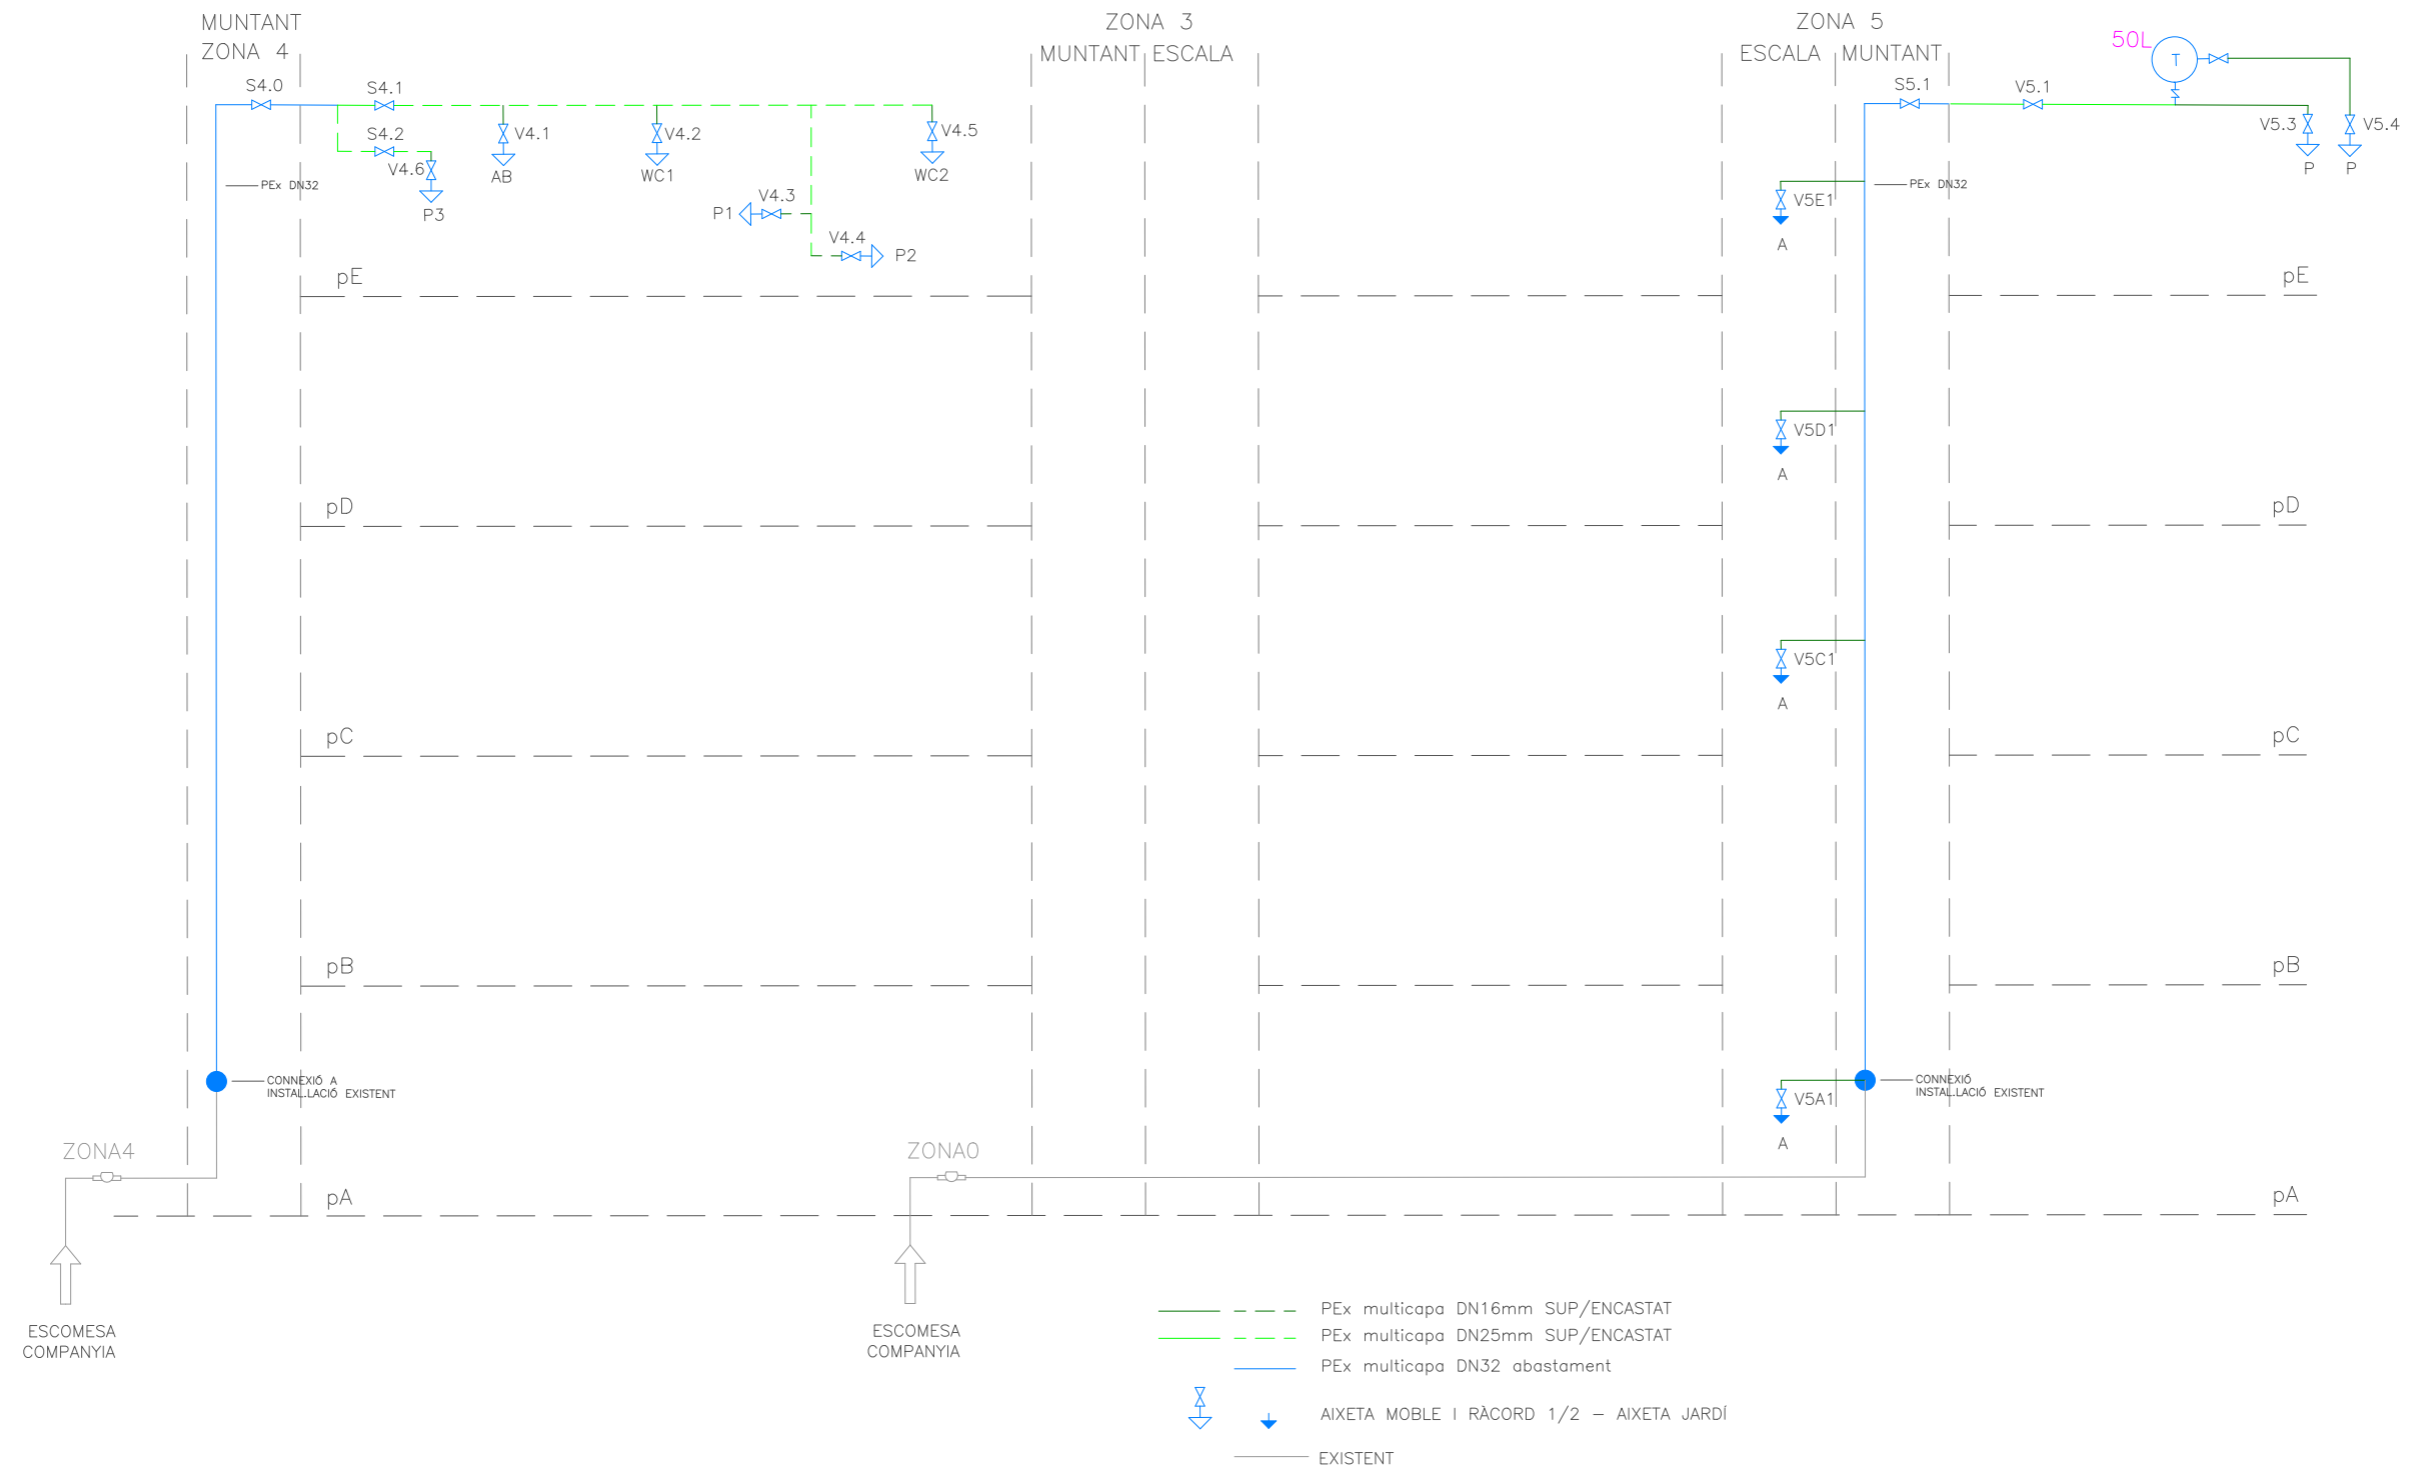 MUNTANT
ZONA 4
ZONA 3
MUNTANT ESCALA
ZONA 5
ESCALA MUNTANT
50L
T
S4.0
S4.1
S4.2
V4.6
P3
V4.1
AB
V4.2
WC1
V4.5
WC2
P1
V4.3
V4.4
P2
PEx DN32
S5.1
V5.1
V5.3
P
V5.4
P
PEx DN32
V5E1
A
pE
pE
V5D1
A
pD
pD
V5C1
A
pC
pC
pB
pB
CONNEXIÓ A
INSTAL.LACIÓ EXISTENT
CONNEXIÓ
INSTAL.LACIÓ EXISTENT
V5A1
A
ZONA4
ZONA0
pA
pA
ESCOMESA
COMPANYIA
ESCOMESA
COMPANYIA
PEx multicapa DN16mm SUP/ENCASTAT
PEx multicapa DN25mm SUP/ENCASTAT
PEx multicapa DN32 abastament
AIXETA MOBLE I RÀCORD 1/2 – AIXETA JARDÍ
EXISTENT